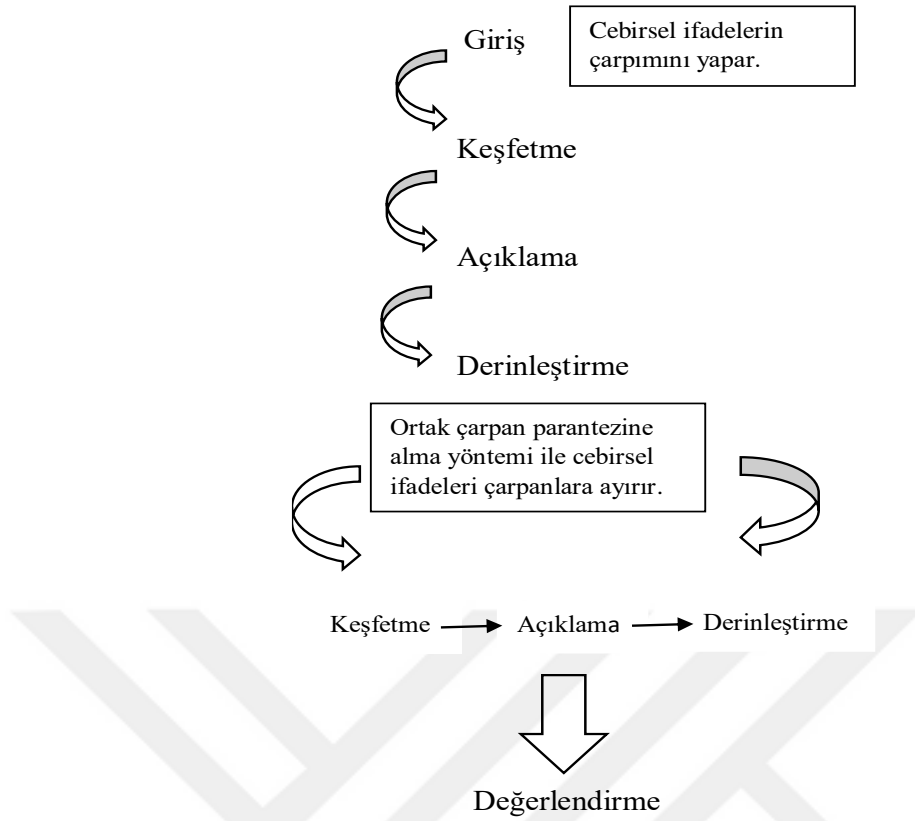 Giriş
Cebirsel ifadelerin
çarpımını yapar.
Keşfetme
Açıklama
Derinleştirme
Ortak çarpan parantezine
alma yöntemi ile cebirsel
ifadeleri çarpanlara ayırır.
Keşfetme Açıklama Derinleştirme
Değerlendirme